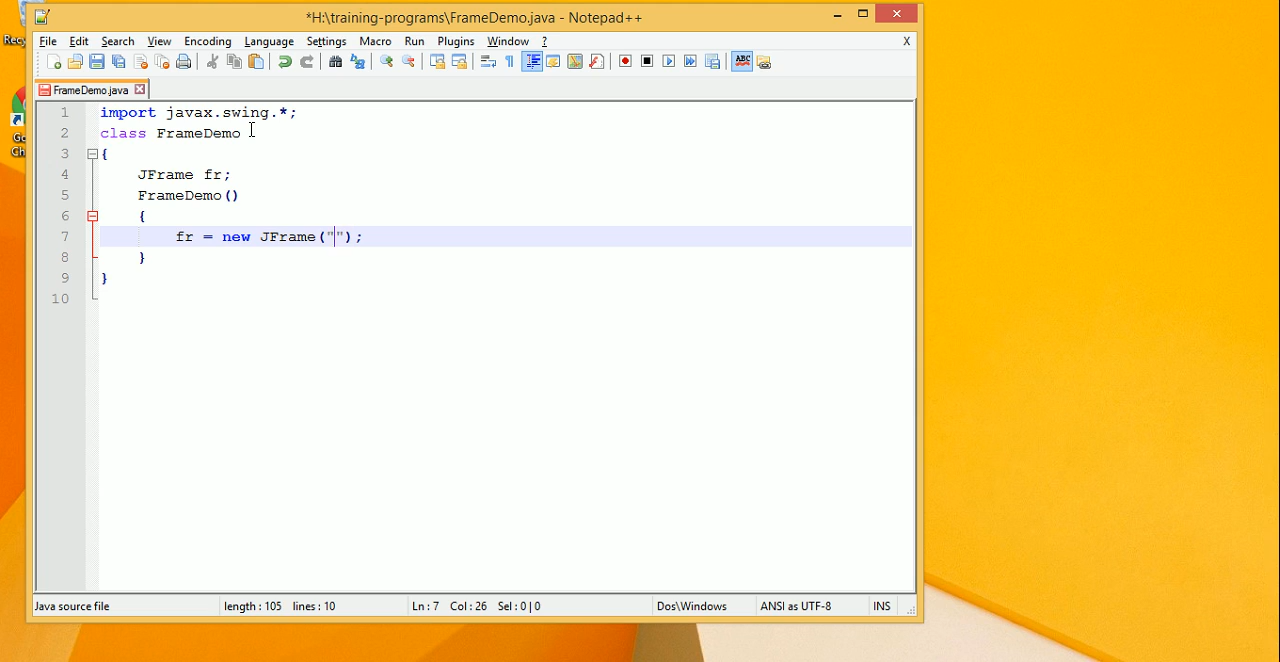 *H:\training-programs\FrameDemo.java - Notepad++
File Edit Search View Encoding Language Settings Macro Run Plugins Window ? X
ABC
FrameDemo.java
1 import javax.swing.*;
2 class FrameDemo
3 {
4 JFrame fr;
5 FrameDemo()
6 {
7 fr = new JFrame("");
8 }
9 }
10
Java source file length : 105 lines : 10 Ln : 7 Col : 26 Sel : 0 | 0 Dos\Windows ANSI as UTF-8 INS